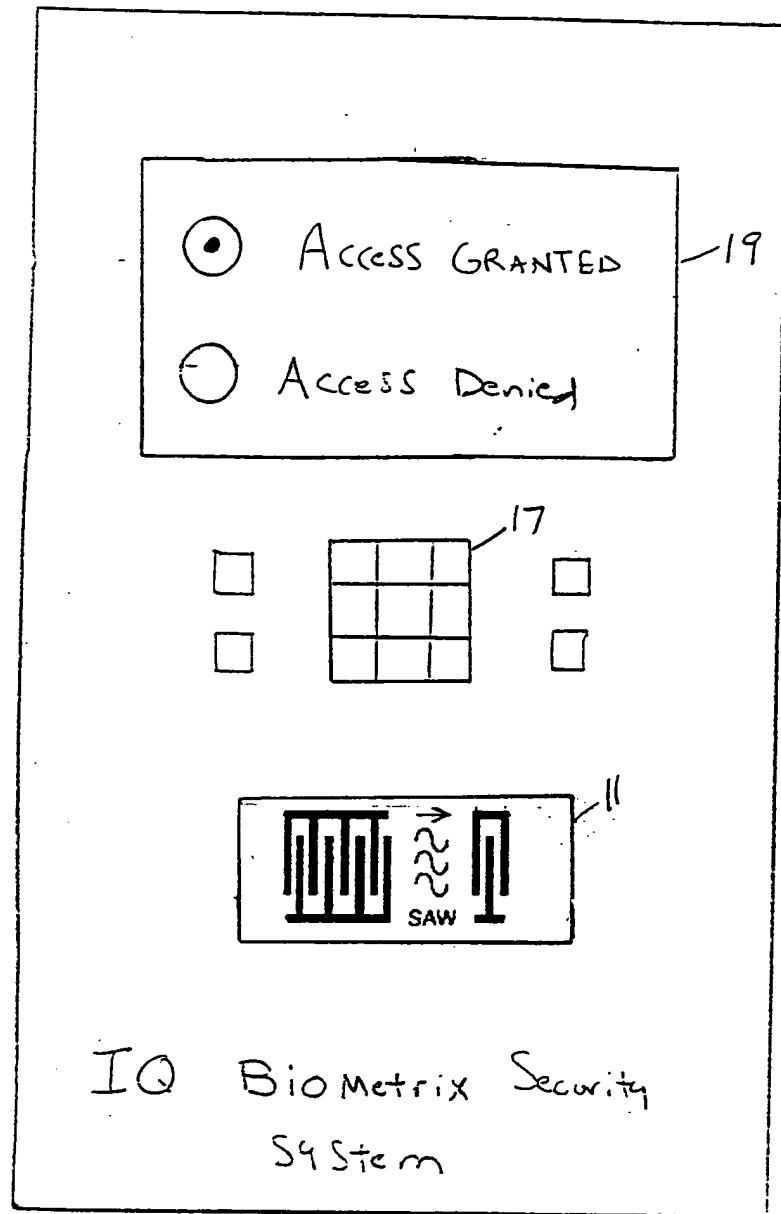 Access GRANTED
19
Access Denied
17
11
SAW
IQ BioMetrix Security
System